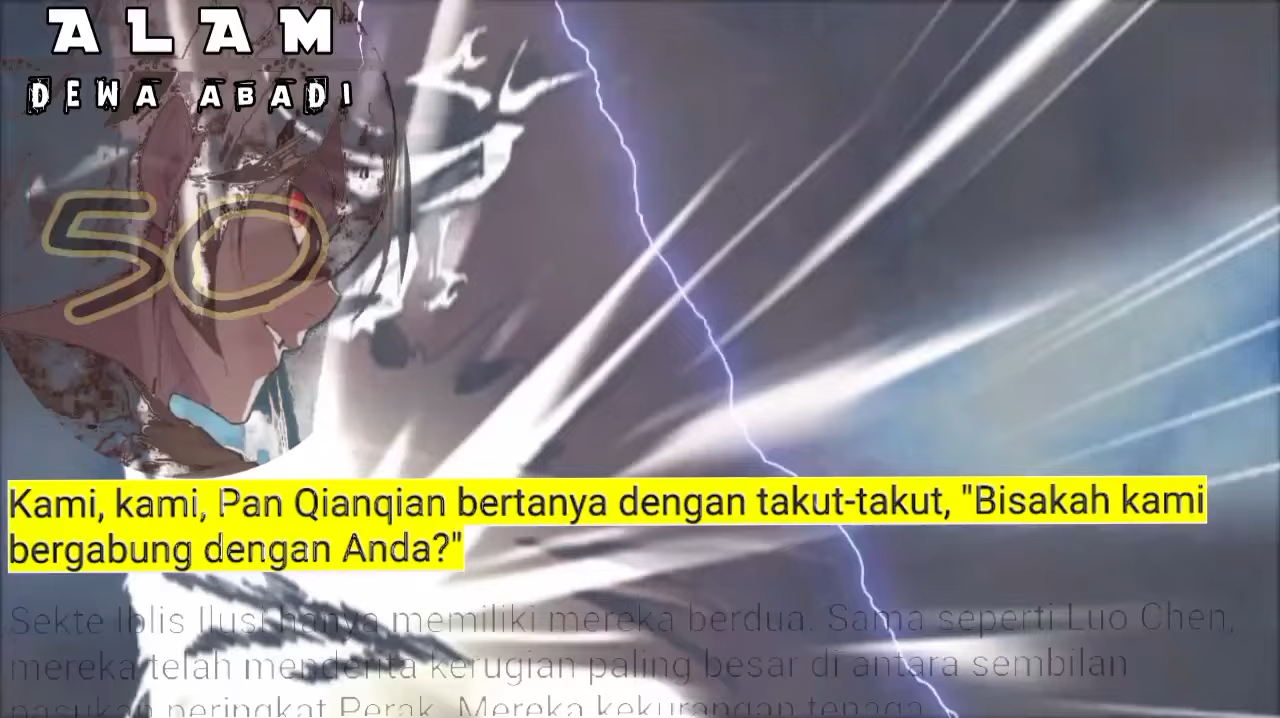 ALAM
DEWA ABADI
50
Kami, kami, Pan Qianqian bertanya dengan takut-takut, "Bisakah kami
bergabung dengan Anda?"
Sekte Iblis Ilusi hanya memiliki mereka berdua. Sama seperti Luo Chen,
mereka telah menderita kerugian paling besar di antara sembilan
pasukan peringkat Perak. Mereka kekurangan tenaga